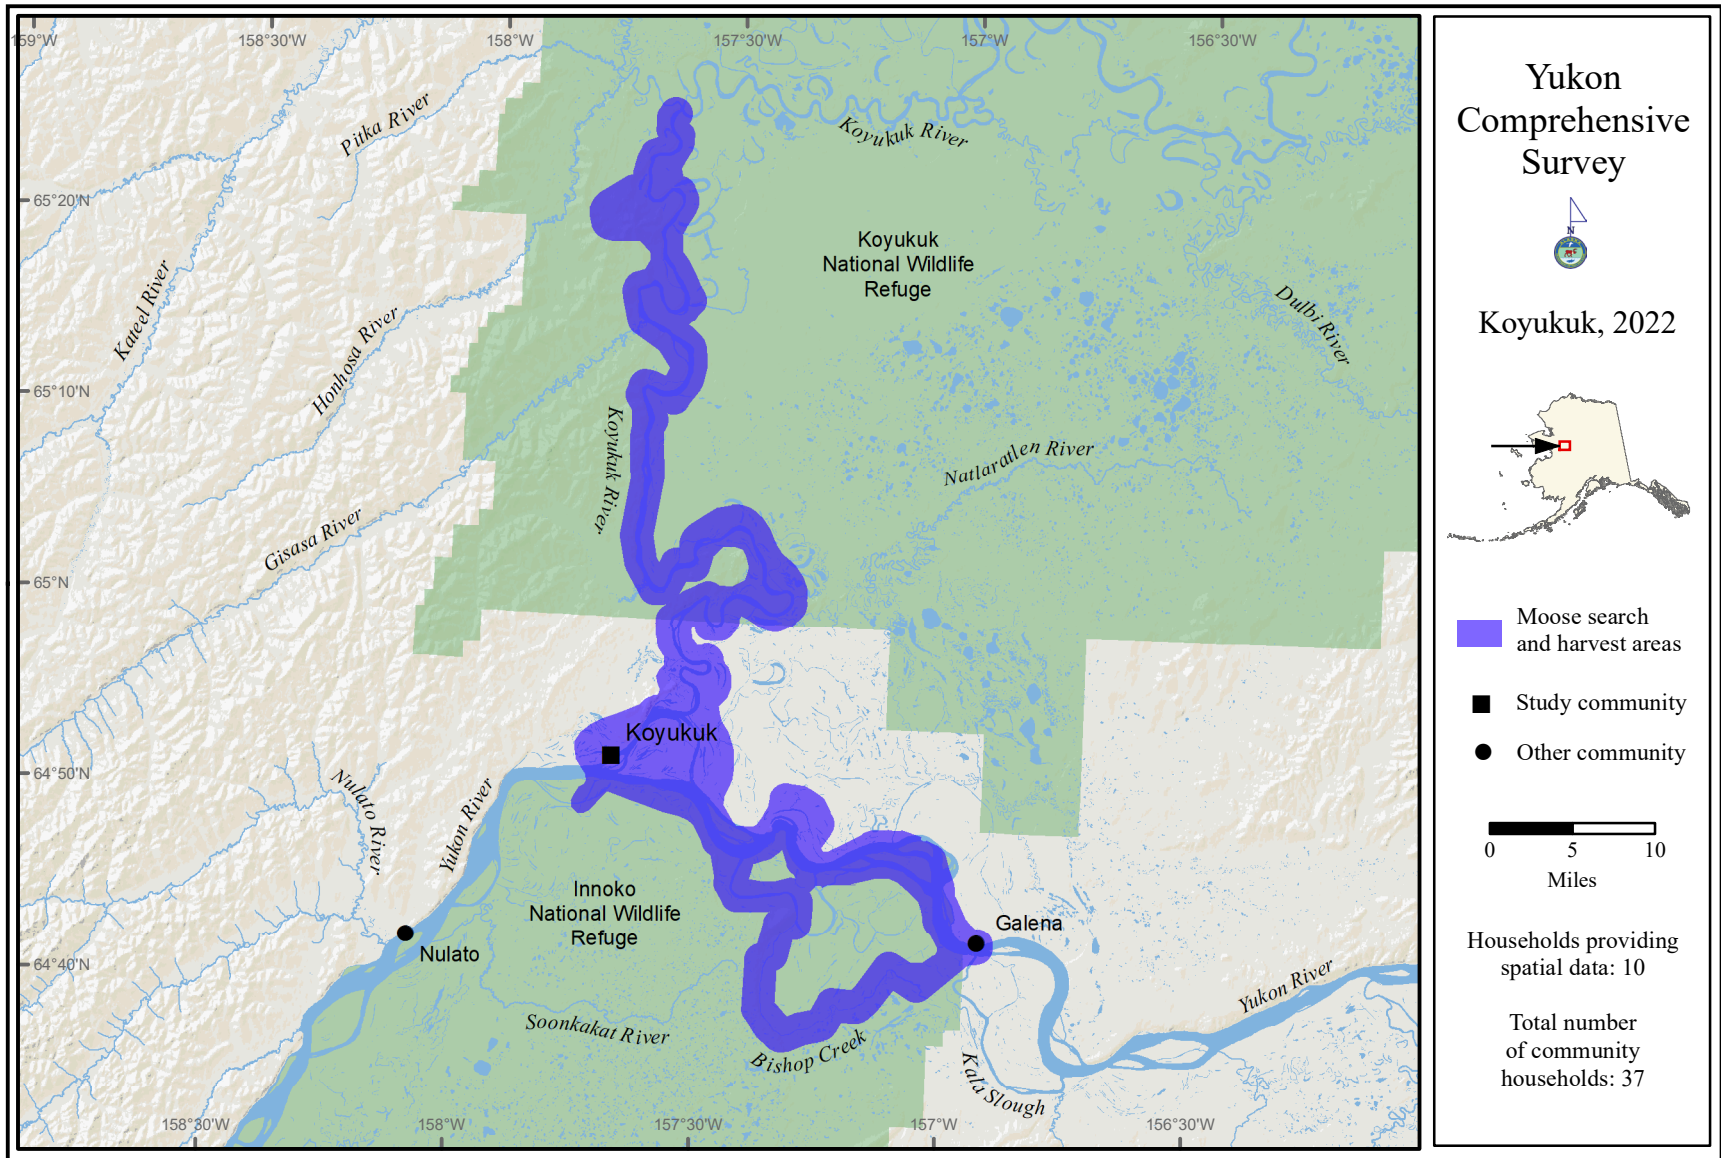 159°W
158°30'W
158°W
157°30'W
157°W
156°30'W
Pitka River
Koyukuk River
65°20'N
Koyukuk
National Wildlife
Refuge
Kateel River
Honhosa River
Dulbi River
65°10'N
Koyukuk River
Natlaratlen River
Gisasa River
65°N
Koyukuk
64°50'N
Nulato River
Yukon River
Innoko
National Wildlife
Refuge
Galena
Nulato
64°40'N
Yukon River
Soonkakat River
Bishop Creek
Kala Slough
158°30'W
158°W
157°30'W
157°W
156°30'W
Yukon
Comprehensive
Survey
N
Koyukuk, 2022
Moose search
and harvest areas
Study community
Other community
0 5 10
Miles
Households providing
spatial data: 10
Total number
of community
households: 37